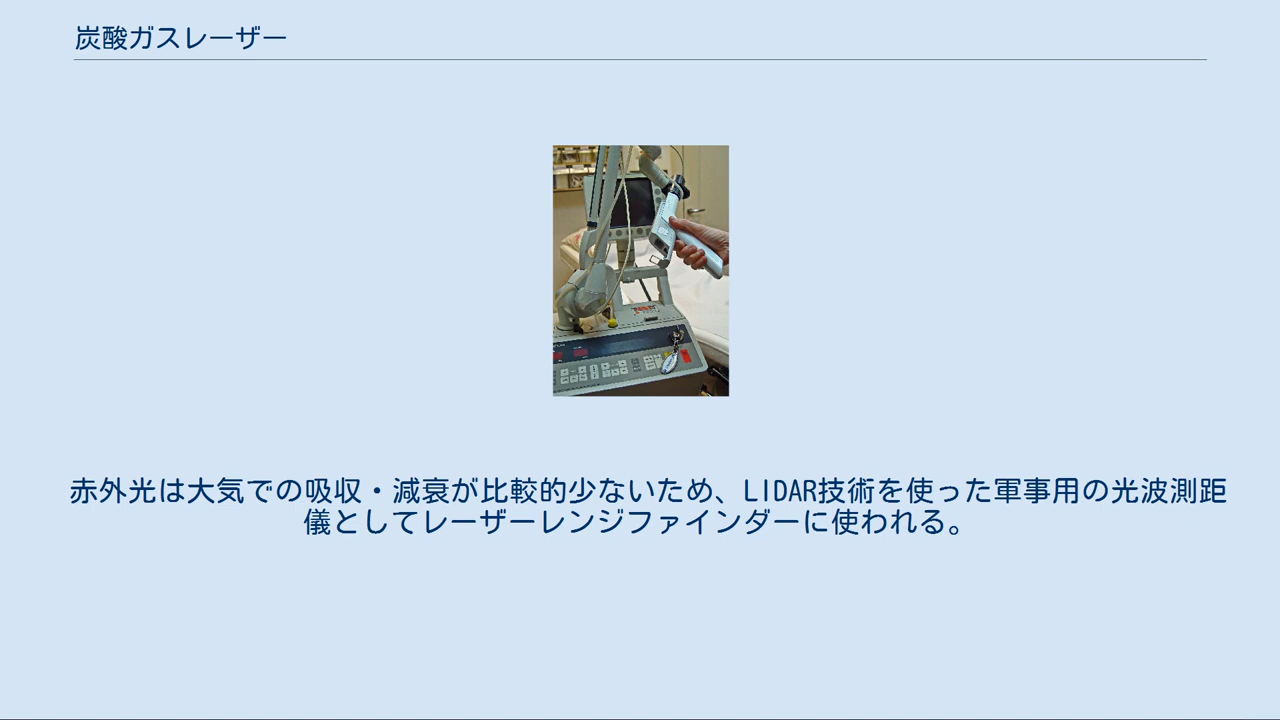 炭酸ガスレーザー
赤外光は大気での吸収・減衰が比較的少ないため、LIDAR技術を使った軍事用の光波測距
儀としてレーザーレンジファインダーに使われる。